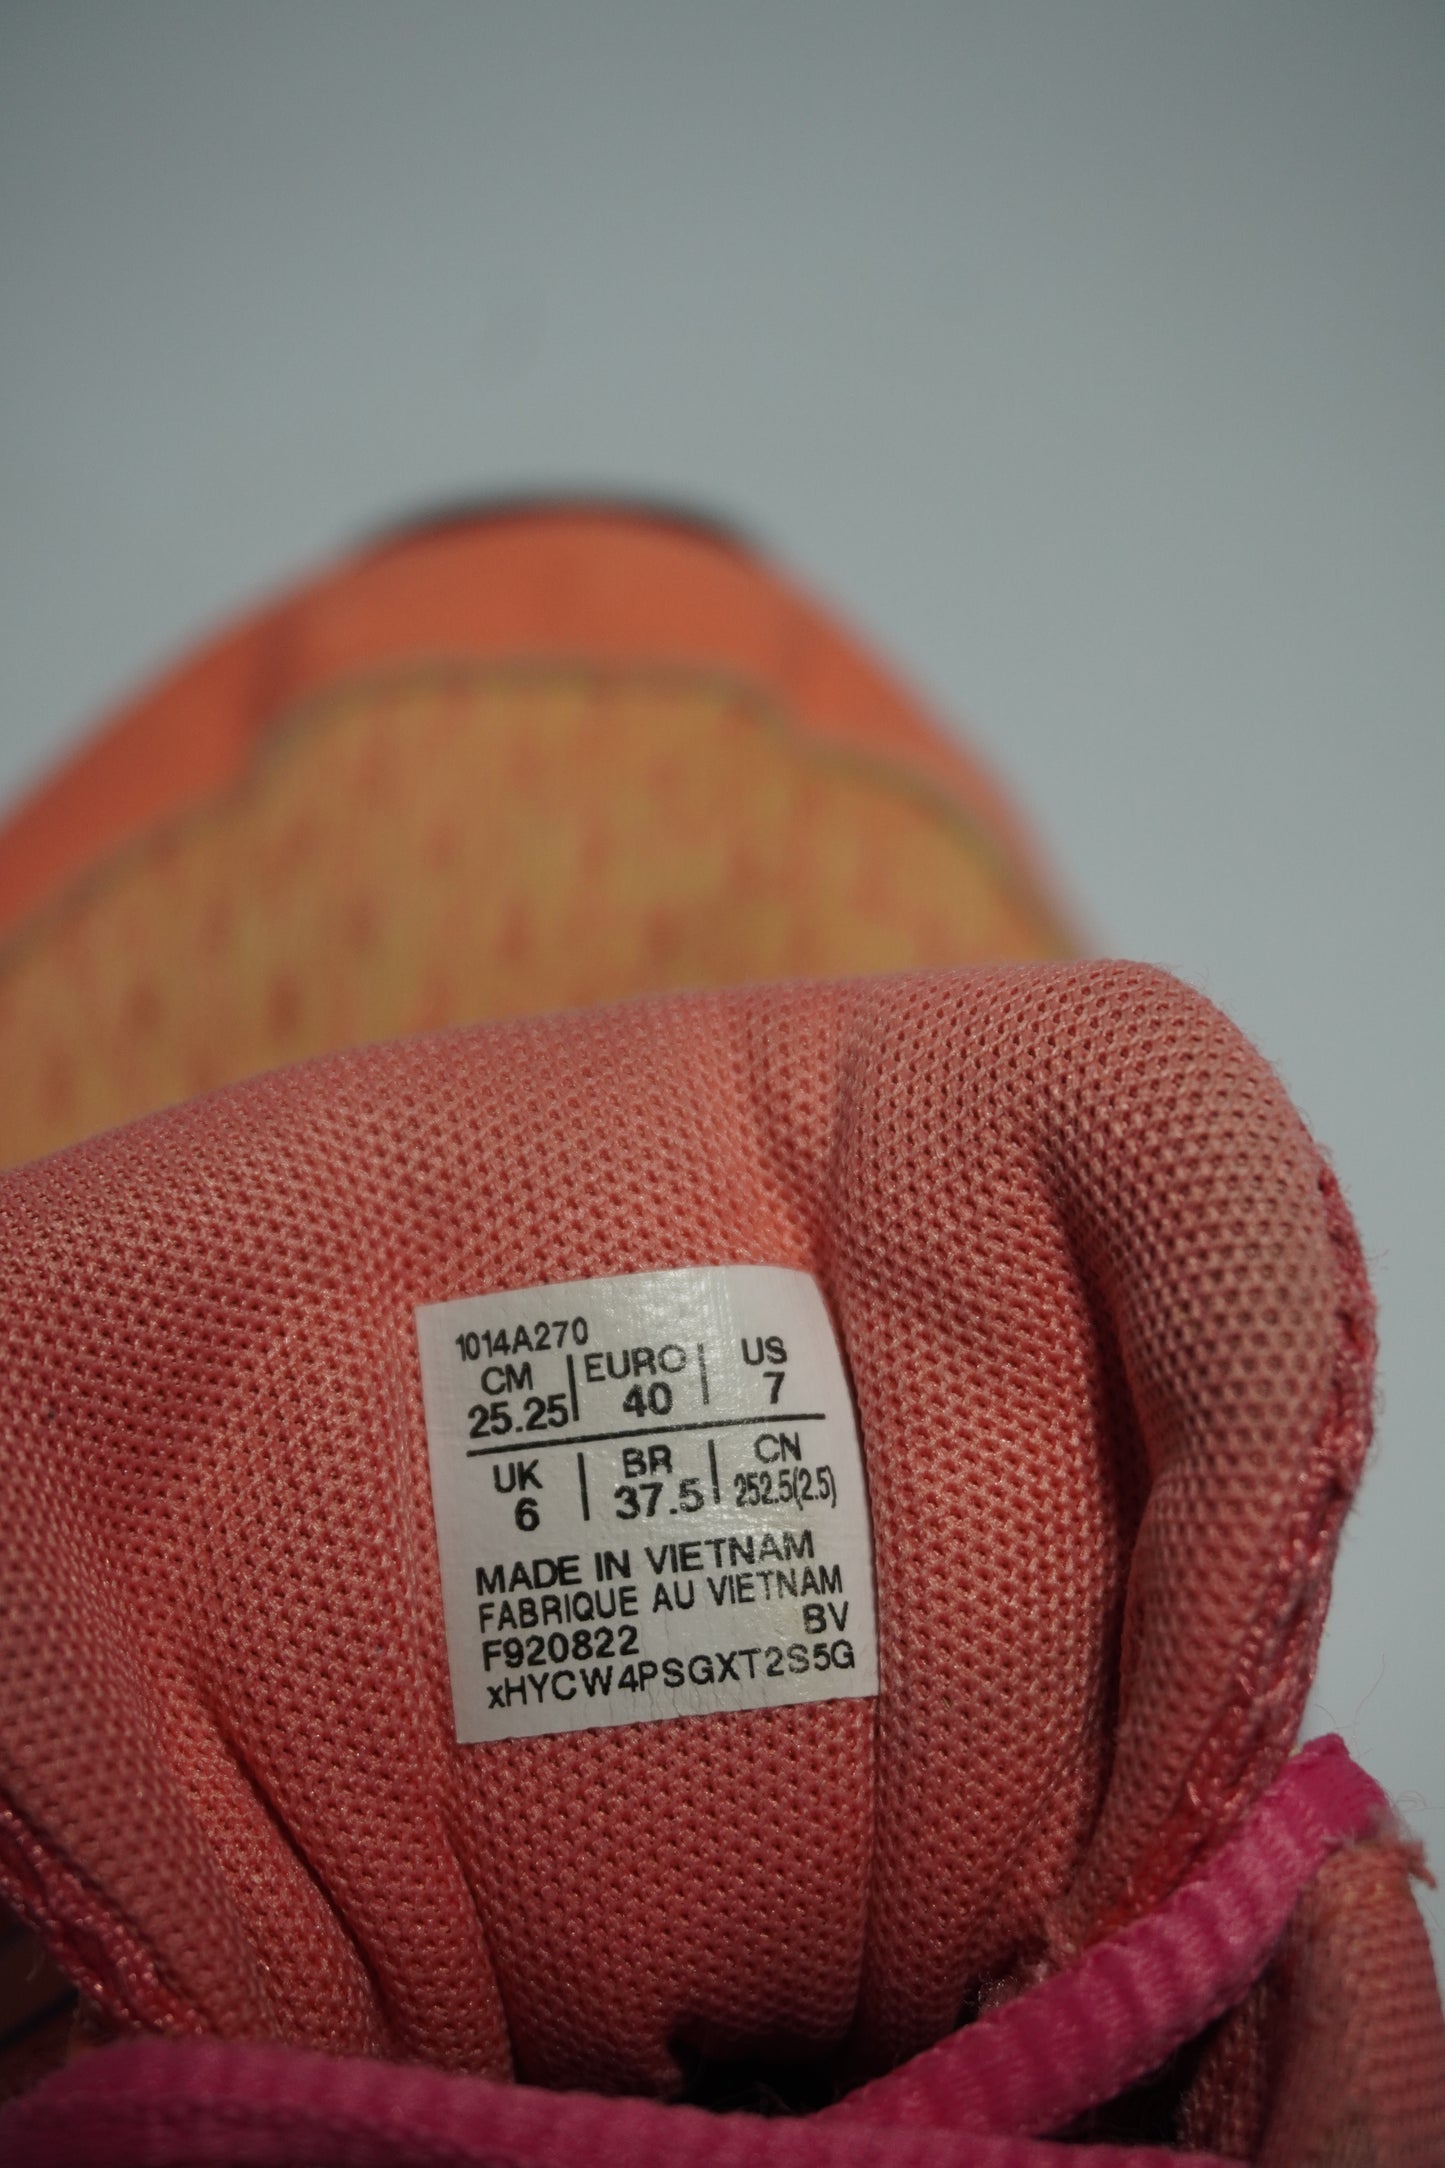 1014A270
CM | EURO | US
25.25 | 40 | 7
UK | BR | CN
6 | 37.5 | 252.5(2.5)
MADE IN VIETNAM
FABRIQUE AU VIETNAM
F920822 BV
xHYCW4PSGXT2S5G